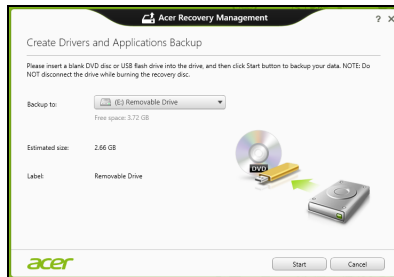 Acer Recovery Management
? X
Create Drivers and Applications Backup
Please insert a blank DVD disc or USB flash drive into the drive, and then click Start button to backup your data. NOTE: Do
NOT disconnect the drive while burning the recovery disc.
Backup to: (E:) Removable Drive
Free space: 3.72 GB
Estimated size: 2.66 GB
DVD
Label: Removable Drive
acer Start Cancel